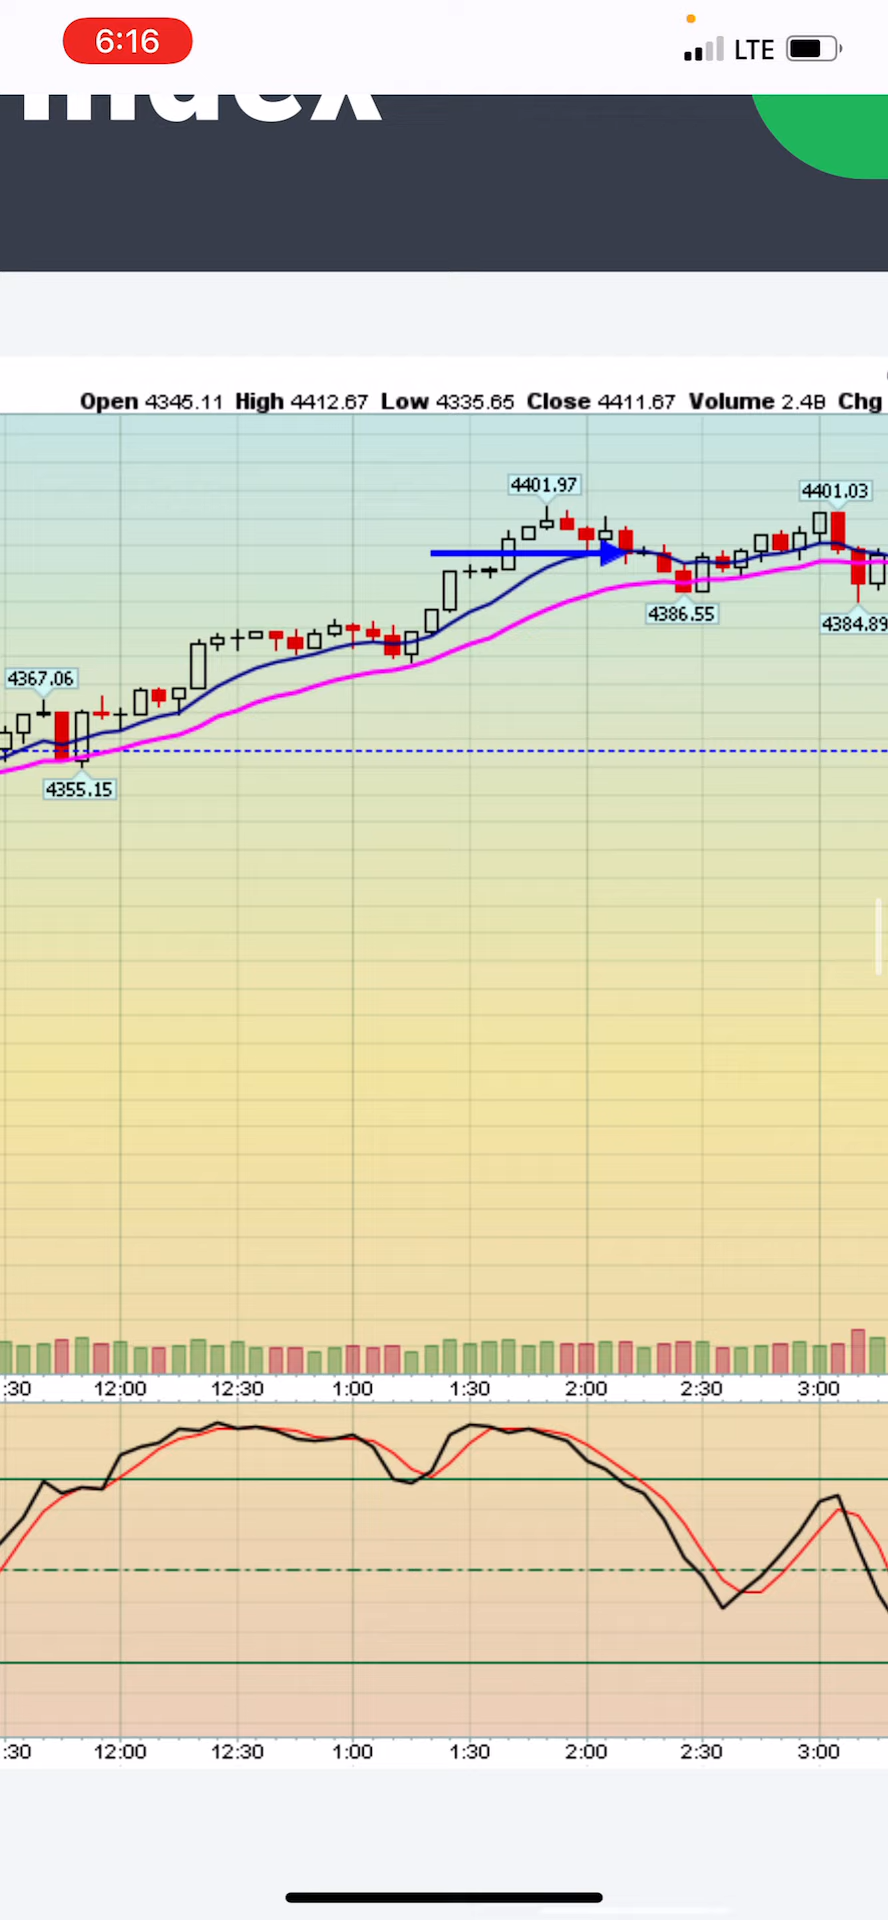 6:16 LTE
Index
Open 4345.11 High 4412.67 Low 4335.65 Close 4411.67 Volume 2.4B Chg
4401.97 4401.03
4386.55 4384.89
4367.06
4355.15
:30 12:00 12:30 1:00 1:30 2:00 2:30 3:00
:30 12:00 12:30 1:00 1:30 2:00 2:30 3:00